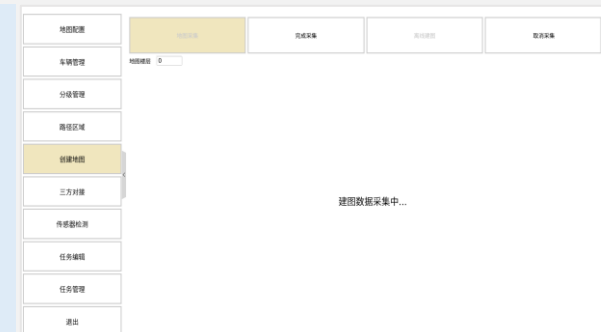 地图配置
车辆管理
分级管理
路径区域
创建地图
三方对接
传感器检测
任务编辑
任务管理
退出
完成采集
取消采集
地图楼层 0
建图数据采集中...